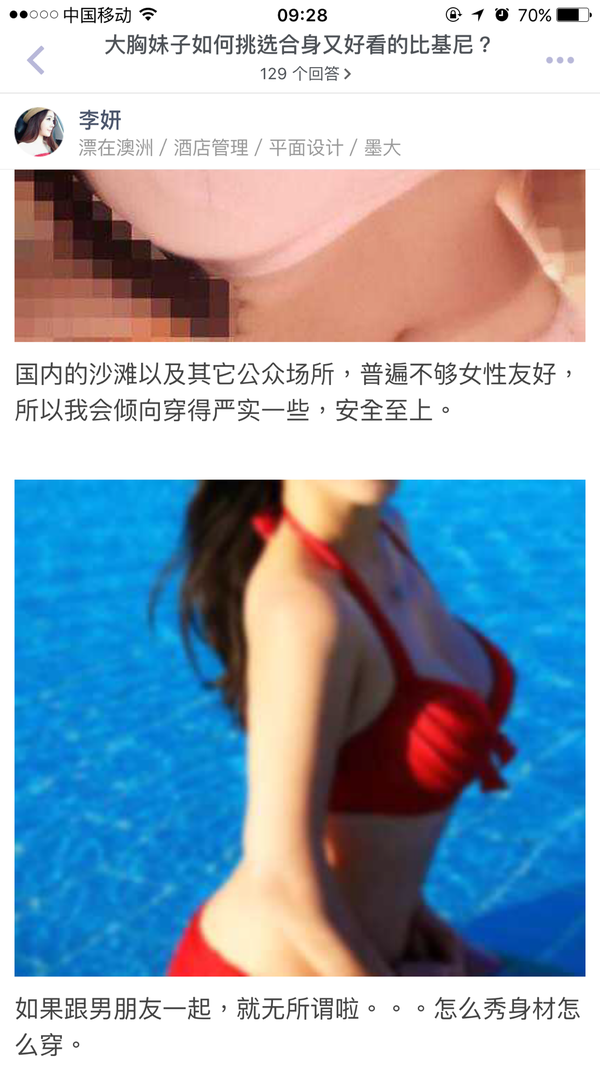 中国移动 09:28 70%
大胸妹子如何挑选合身又好看的比基尼？
129 个回答
李妍
漂在澳洲 / 酒店管理 / 平面设计 / 墨大
国内的沙滩以及其它公众场所，普遍不够女性友好，
所以我会倾向穿得严实一些，安全至上。
如果跟男朋友一起，就无所谓啦。。。怎么秀身材怎
么穿。